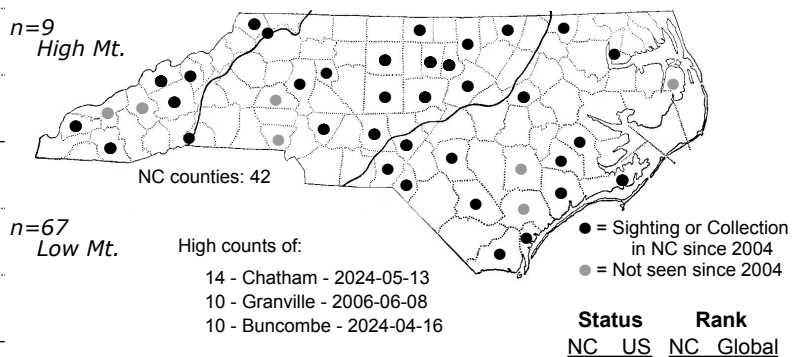 n=9
High Mt.
NC counties: 42
n=67
Low Mt.
High counts of:
14 - Chatham - 2024-05-13
10 - Granville - 2006-06-08
10 - Buncombe - 2024-04-16
● = Sighting or Collection
in NC since 2004
● = Not seen since 2004
Status Rank
NC US NC Global